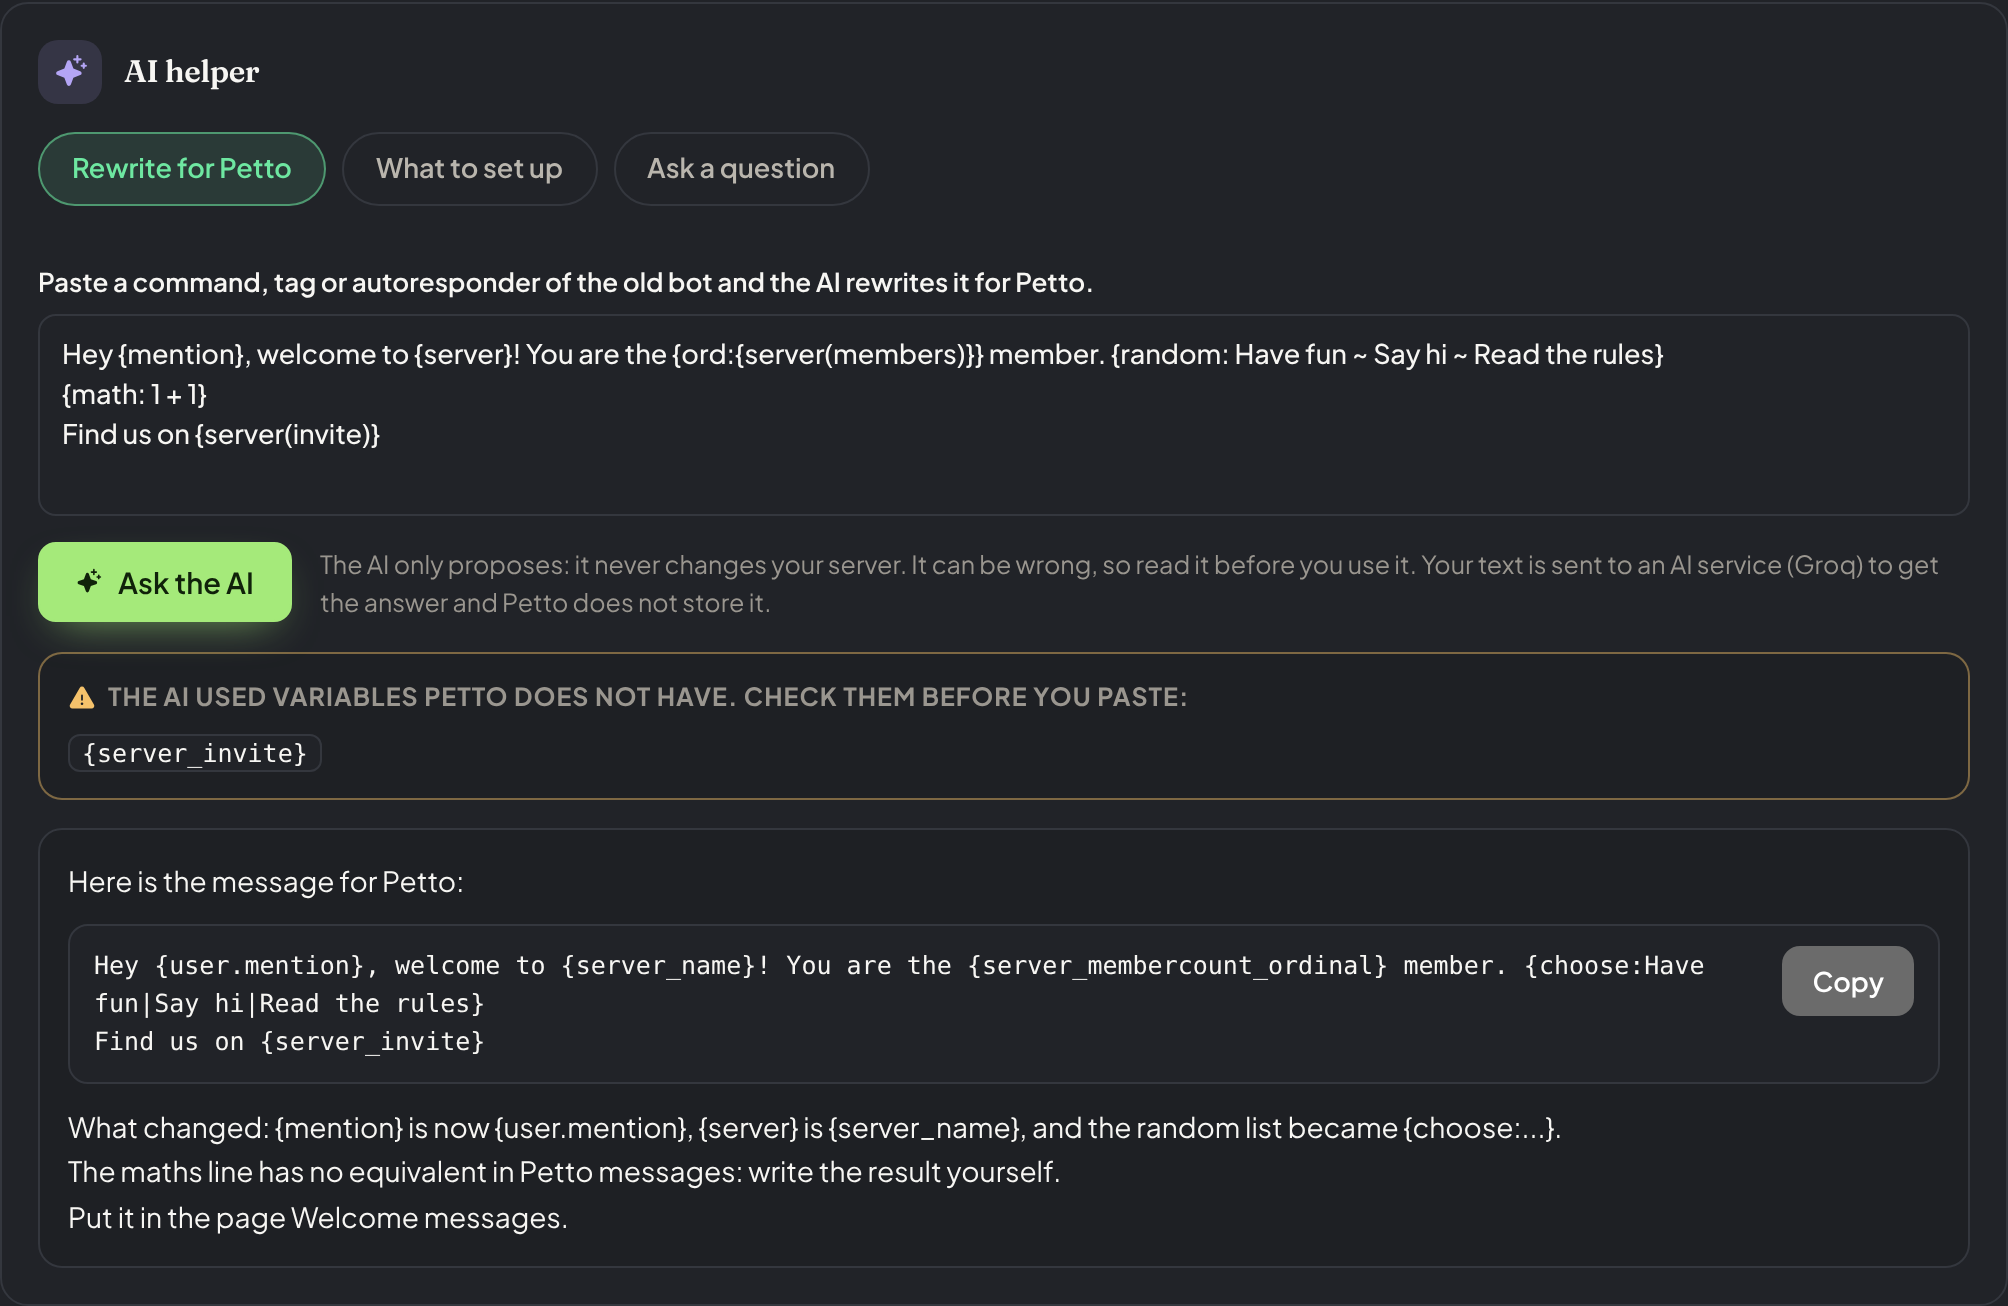 AI helper
Rewrite for Petto
What to set up
Ask a question
Paste a command, tag or autoresponder of the old bot and the AI rewrites it for Petto.
Hey {mention}, welcome to {server}! You are the {ord:{server(members)}} member. {random: Have fun ~ Say hi ~ Read the rules}
{math: 1 + 1}
Find us on {server(invite)}
Ask the AI
The AI only proposes: it never changes your server. It can be wrong, so read it before you use it. Your text is sent to an AI service (Groq) to get
the answer and Petto does not store it.
THE AI USED VARIABLES PETTO DOES NOT HAVE. CHECK THEM BEFORE YOU PASTE:
{server_invite}
Here is the message for Petto:
Hey {user.mention}, welcome to {server_name}! You are the {server_membercount_ordinal} member. {choose:Have
fun|Say hi|Read the rules}
Find us on {server_invite}
Copy
What changed: {mention} is now {user.mention}, {server} is {server_name}, and the random list became {choose:...}.
The maths line has no equivalent in Petto messages: write the result yourself.
Put it in the page Welcome messages.